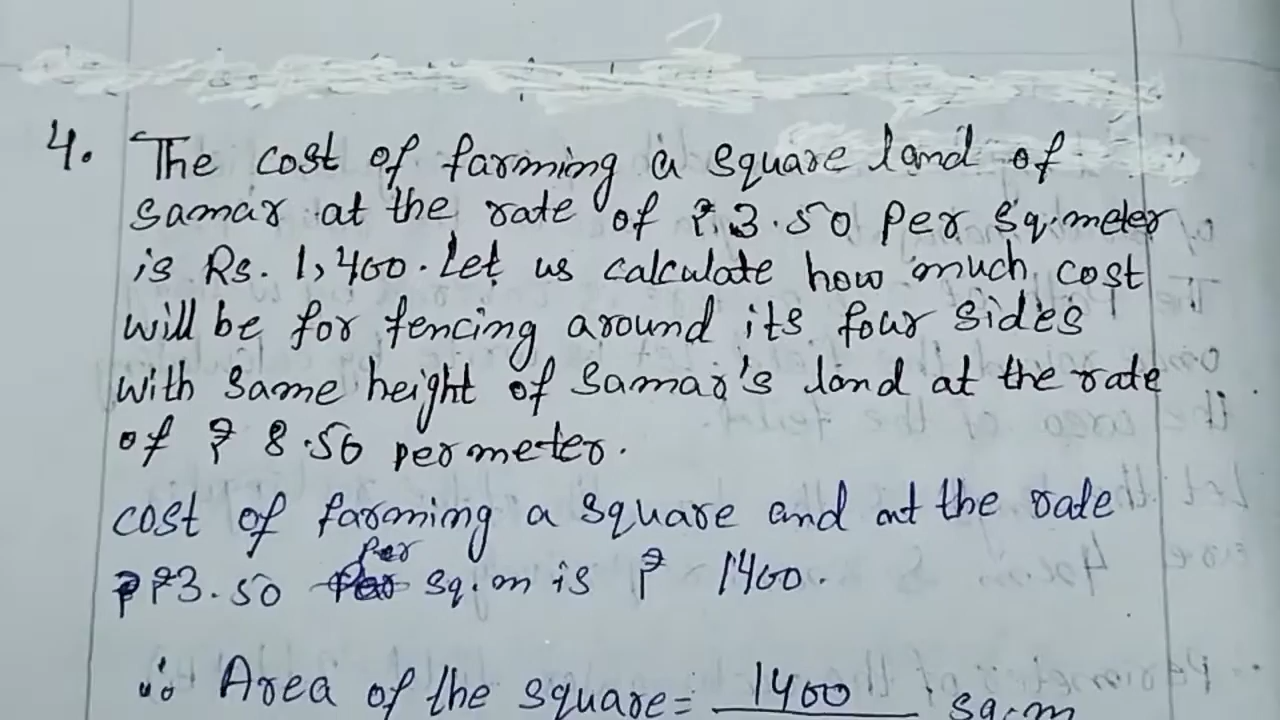 4. The cost of farming a square land of
Samar at the rate of ₹.3.50 Per Sq.meter
is Rs. 1,400. Let us calculate how much cost
will be for fencing around its four sides
with same height of Samar's land at the rate
of ₹ 8.50 per meter.
cost of farming a square and at the rate
₹3.50 Per sq.m is ₹ 1400.
∴ Area of the square= 1400 sq.m